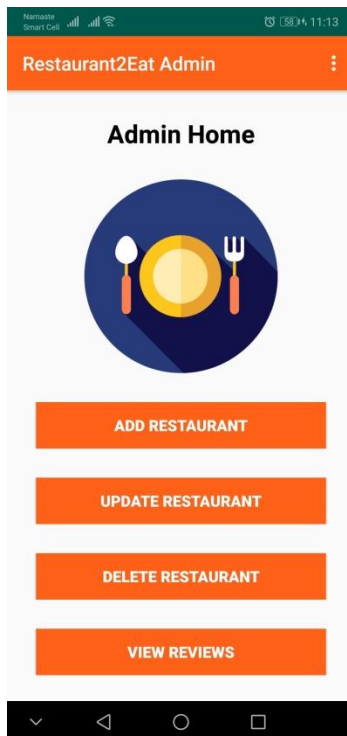 Namaste
Smart Cell
58 11:13
Restaurant2Eat Admin
Admin Home
ADD RESTAURANT
UPDATE RESTAURANT
DELETE RESTAURANT
VIEW REVIEWS